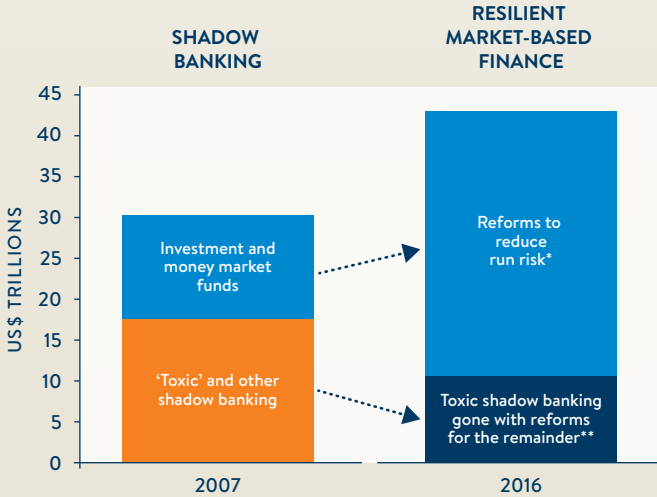 SHADOW
BANKING
RESILIENT
MARKET-BASED
FINANCE
US$ TRILLIONS
45
40
35
30
25
20
15
10
5
0
Investment and
money market
funds
‘Toxic’ and other
shadow banking
Reforms to
reduce
run risk*
Toxic shadow banking
gone with reforms
for the remainder**
2007
2016